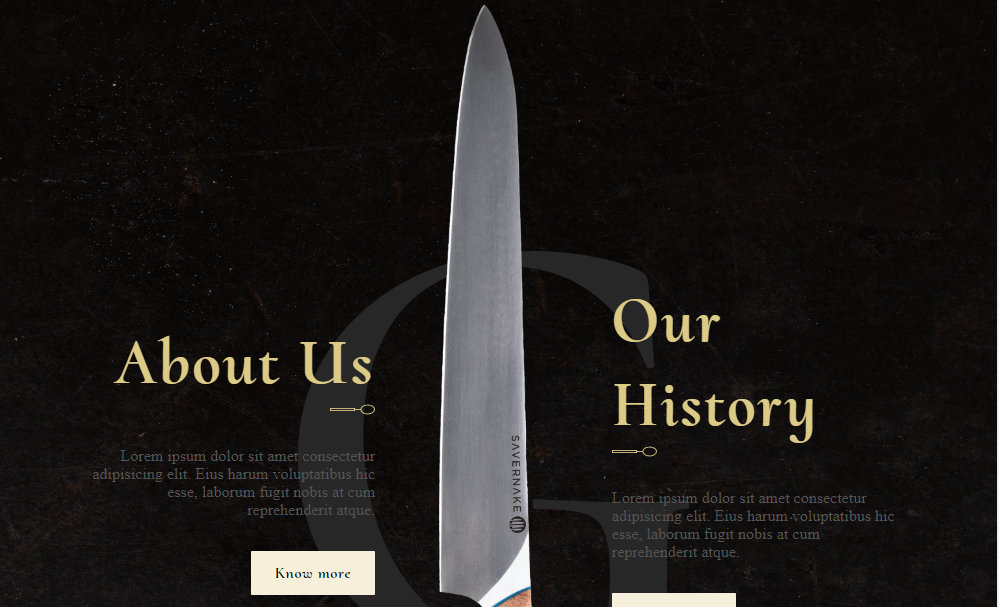 About Us
Lorem ipsum dolor sit amet consectetur
adipisicing elit. Eius harum voluptatibus hic
esse, laborum fugit nobis at cum
reprehenderit atque.
Know more
G
SAVERNAKE
Our
History
Lorem ipsum dolor sit amet consectetur
adipisicing elit. Eius harum voluptatibus hic
esse, laborum fugit nobis at cum
reprehenderit atque.